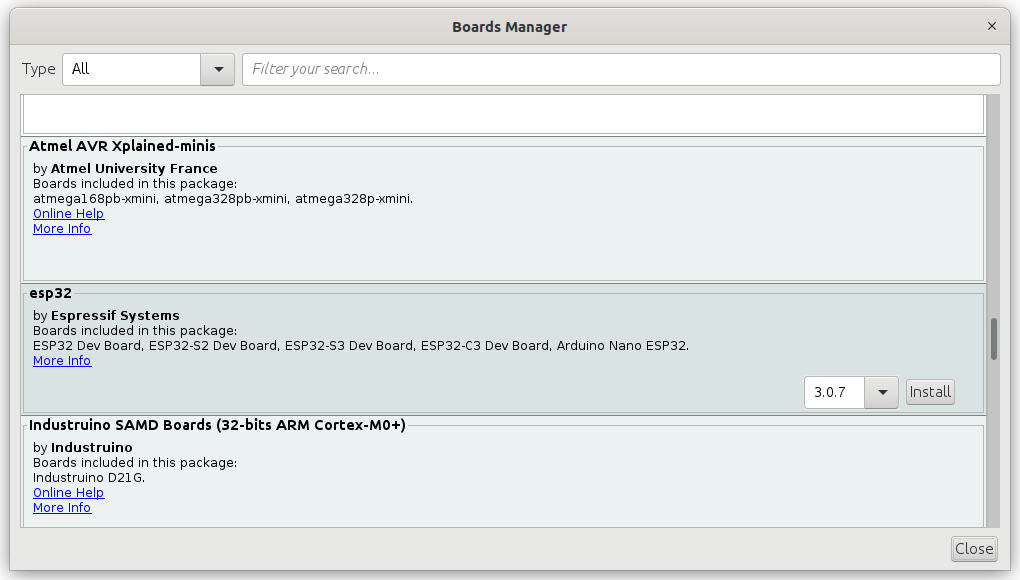 Boards Manager
×
Type All Filter your search...
Atmel AVR Xplained-minis
by Atmel University France
Boards included in this package:
atmega168pb-xmini, atmega328pb-xmini, atmega328p-xmini.
Online Help
More Info
esp32
by Espressif Systems
Boards included in this package:
ESP32 Dev Board, ESP32-S2 Dev Board, ESP32-S3 Dev Board, ESP32-C3 Dev Board, Arduino Nano ESP32.
More Info
3.0.7 Install
Industruino SAMD Boards (32-bits ARM Cortex-M0+)
by Industruino
Boards included in this package:
Industruino D21G.
Online Help
More Info
Close